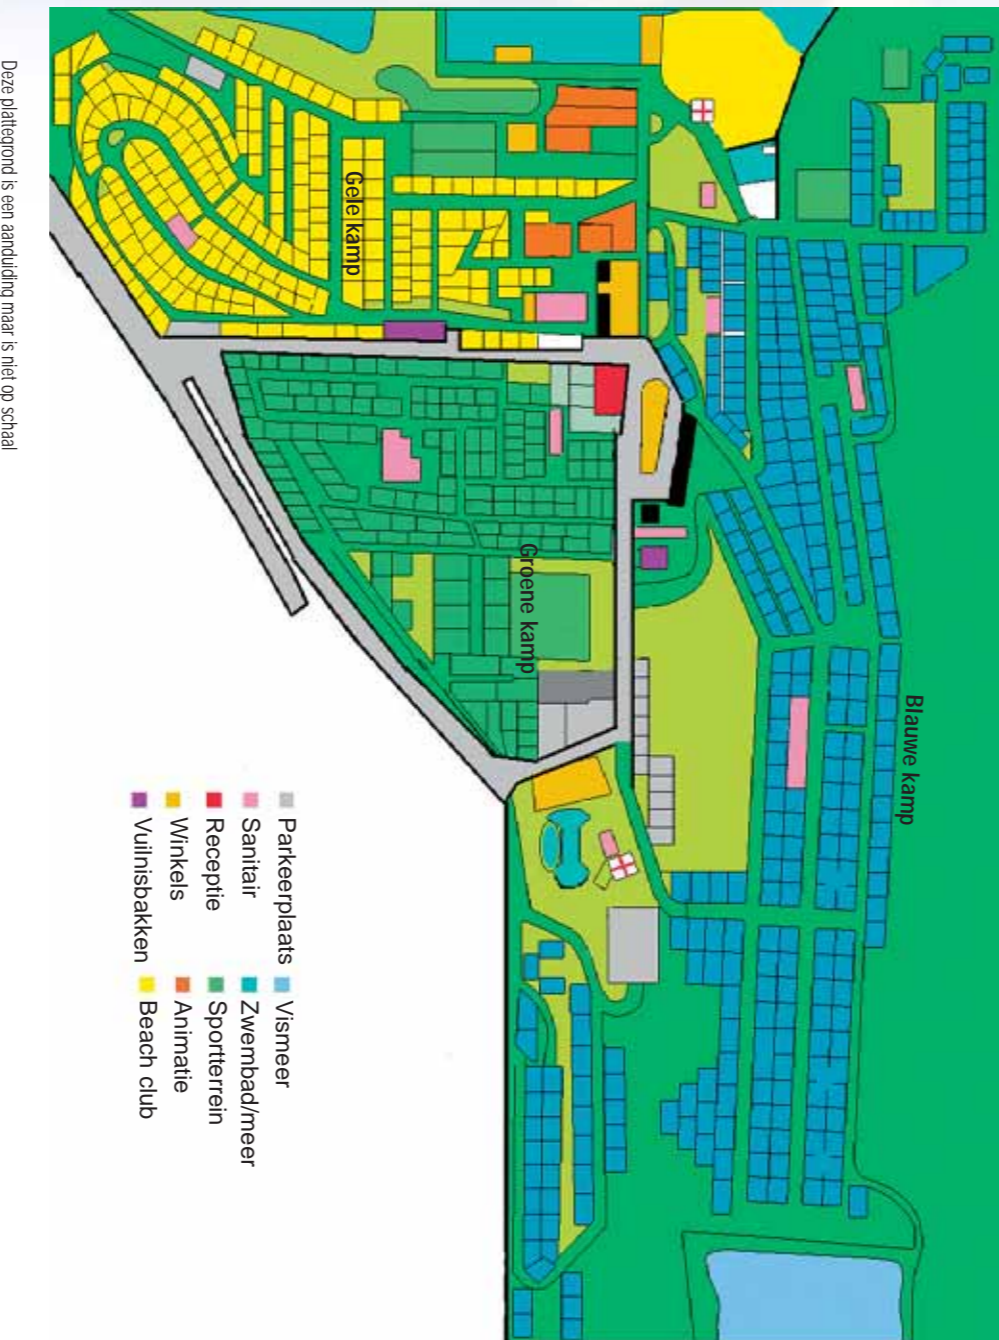 Deze plattegrond is een aanduiding maar is niet op schaal
Gele kamp
Groene kamp
Blauwe kamp
Parkeerplaats
Sanitair
Receptie
Winkels
Vuilnisbakken
Vismeer
Zwembad/meer
Sportterrein
Animatie
Beach club